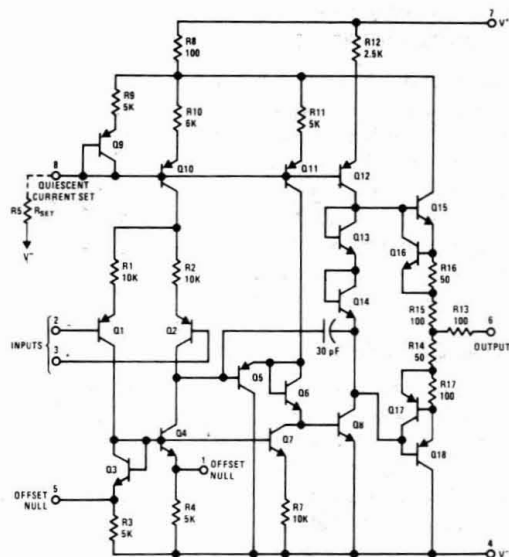 7
V+
R8
100
R12
2.5K
R9
5K
R10
6K
R11
5K
Q9
8
QUIESCENT
CURRENT SET
Q10
Q11
Q12
R5
RSET
V-
Q15
Q13
Q16
R16
50
R1
10K
R2
10K
Q14
R15
100
R13
100
6
OUTPUT
2
INPUTS
3
Q1
Q2
30 pF
R14
50
Q5
Q6
R17
100
Q17
Q4
Q7
Q8
Q18
Q3
1
OFFSET
NULL
5
OFFSET
NULL
R3
5K
R4
5K
R7
10K
4
V-